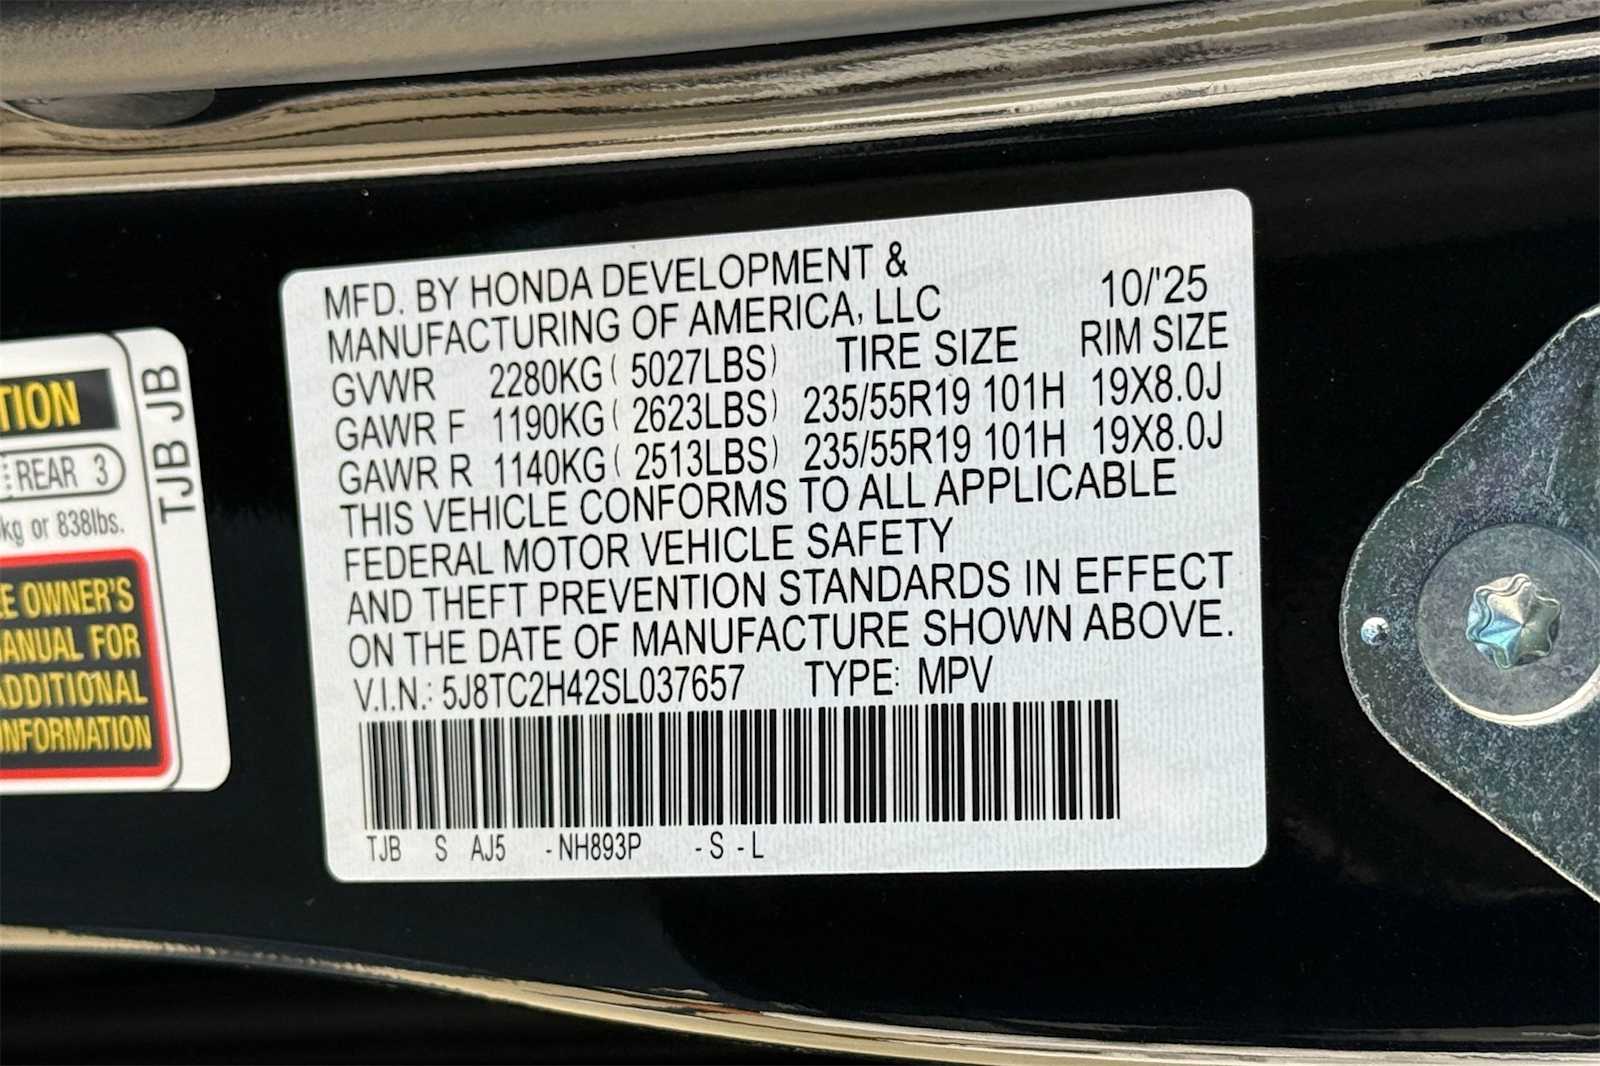 MFD. BY HONDA DEVELOPMENT &
MANUFACTURING OF AMERICA, LLC 10/'25
GVWR 2280KG ( 5027LBS) TIRE SIZE RIM SIZE
GAWR F 1190KG ( 2623LBS) 235/55R19 101H 19X8.0J
GAWR R 1140KG ( 2513LBS) 235/55R19 101H 19X8.0J
THIS VEHICLE CONFORMS TO ALL APPLICABLE
FEDERAL MOTOR VEHICLE SAFETY
AND THEFT PREVENTION STANDARDS IN EFFECT
ON THE DATE OF MANUFACTURE SHOWN ABOVE.
V.I.N.: 5J8TC2H42SL037657 TYPE: MPV
TJB S AJ5 -NH893P -S -L
TION
REAR 3
kg or 838lbs.
OWNER'S
ANUAL FOR
ADDITIONAL
INFORMATION
TJB JB